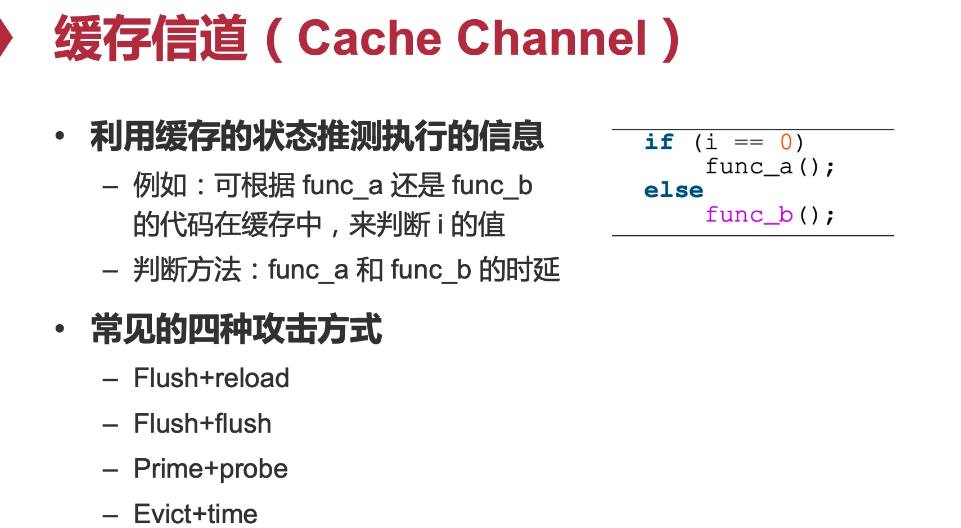 缓存信道（Cache Channel）
• 利用缓存的状态推测执行的信息
– 例如：可根据 func_a 还是 func_b
的代码在缓存中，来判断 i 的值
– 判断方法：func_a 和 func_b 的时延
• 常见的四种攻击方式
– Flush+reload
– Flush+flush
– Prime+probe
– Evict+time
if (i == 0)
func_a();
else
func_b();